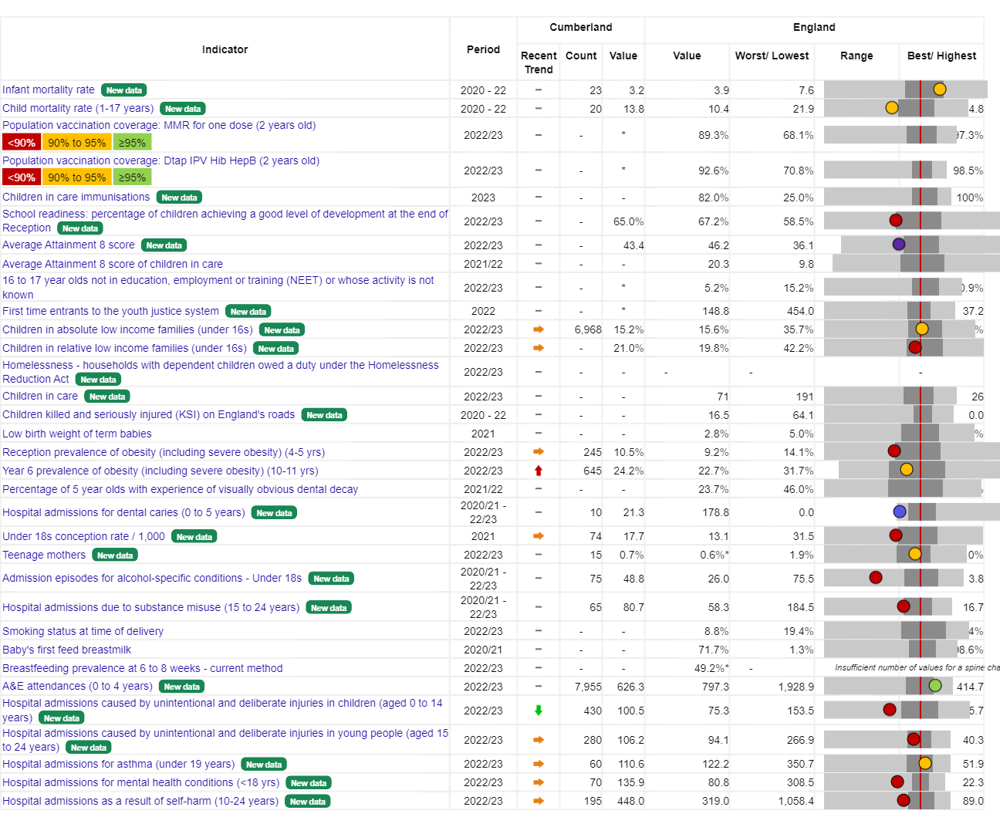 Cumberland England
Indicator Period Recent Trend Count Value Value Worst/ Lowest Range Best/ Highest
Infant mortality rate New data 2020 - 22 – 23 3.2 3.9 7.6
Child mortality rate (1-17 years) New data 2020 - 22 – 20 13.8 10.4 21.9 4.8
Population vaccination coverage: MMR for one dose (2 years old)
<90% 90% to 95% ≥95% 2022/23 – - * 89.3% 68.1% 97.3%
Population vaccination coverage: Dtap IPV Hib HepB (2 years old)
<90% 90% to 95% ≥95% 2022/23 – - * 92.6% 70.8% 98.5%
Children in care immunisations New data 2023 – - - 82.0% 25.0% 100%
School readiness: percentage of children achieving a good level of development at the end of
Reception New data 2022/23 – - 65.0% 67.2% 58.5%
Average Attainment 8 score New data 2022/23 – - 43.4 46.2 36.1
Average Attainment 8 score of children in care 2021/22 – - - 20.3 9.8
16 to 17 year olds not in education, employment or training (NEET) or whose activity is not
known 2022/23 – - * 5.2% 15.2% 0.9%
First time entrants to the youth justice system New data 2022 – - * 148.8 454.0 37.2
Children in absolute low income families (under 16s) New data 2022/23 6,968 15.2% 15.6% 35.7% %
Children in relative low income families (under 16s) New data 2022/23 - 21.0% 19.8% 42.2%
Homelessness - households with dependent children owed a duty under the Homelessness
Reduction Act New data 2022/23 – - - - - -
Children in care New data 2022/23 – - - 71 191 26
Children killed and seriously injured (KSI) on England's roads New data 2020 - 22 – - - 16.5 64.1 0.0
Low birth weight of term babies 2021 – - - 2.8% 5.0% %
Reception prevalence of obesity (including severe obesity) (4-5 yrs) 2022/23 245 10.5% 9.2% 14.1%
Year 6 prevalence of obesity (including severe obesity) (10-11 yrs) 2022/23 645 24.2% 22.7% 31.7%
Percentage of 5 year olds with experience of visually obvious dental decay 2021/22 – - - 23.7% 46.0%
Hospital admissions for dental caries (0 to 5 years) New data 2020/21 - 22/23 – 10 21.3 178.8 0.0
Under 18s conception rate / 1,000 New data 2021 74 17.7 13.1 31.5
Teenage mothers New data 2022/23 – 15 0.7% 0.6%* 1.9% 0%
Admission episodes for alcohol-specific conditions - Under 18s New data 2020/21 - 22/23 – 75 48.8 26.0 75.5 3.8
Hospital admissions due to substance misuse (15 to 24 years) New data 2020/21 - 22/23 – 65 80.7 58.3 184.5 16.7
Smoking status at time of delivery 2022/23 – - - 8.8% 19.4% 4%
Baby's first feed breastmilk 2020/21 – - - 71.7% 1.3% 98.6%
Breastfeeding prevalence at 6 to 8 weeks - current method 2022/23 – - - 49.2%* - Insufficient number of values for a spine cha
A&E attendances (0 to 4 years) New data 2022/23 – 7,955 626.3 797.3 1,928.9 414.7
Hospital admissions caused by unintentional and deliberate injuries in children (aged 0 to 14
years) New data 2022/23 430 100.5 75.3 153.5 5.7
Hospital admissions caused by unintentional and deliberate injuries in young people (aged 15
to 24 years) New data 2022/23 280 106.2 94.1 266.9 40.3
Hospital admissions for asthma (under 19 years) New data 2022/23 60 110.6 122.2 350.7 51.9
Hospital admissions for mental health conditions (<18 yrs) New data 2022/23 70 135.9 80.8 308.5 22.3
Hospital admissions as a result of self-harm (10-24 years) New data 2022/23 195 448.0 319.0 1,058.4 89.0